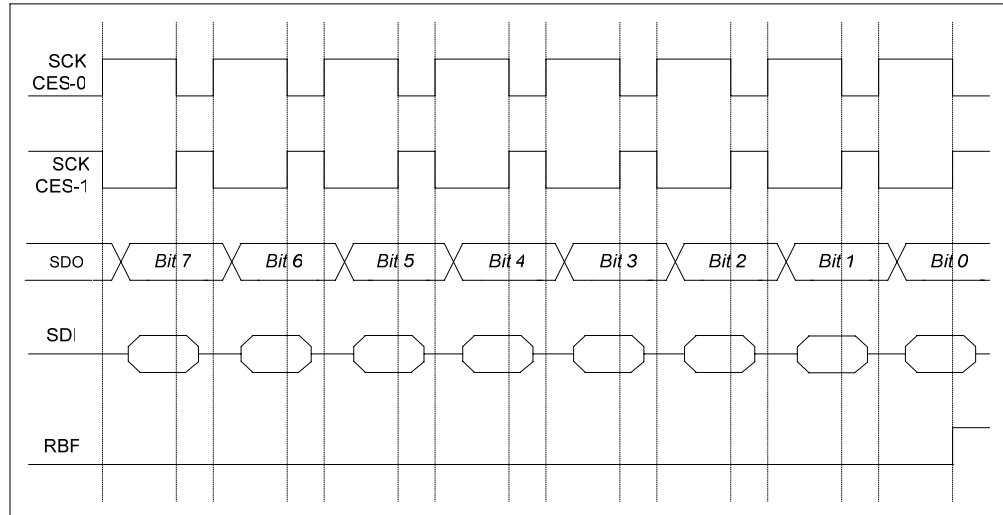 SCK
CES-0
SCK
CES-1
SDO Bit 7 Bit 6 Bit 5 Bit 4 Bit 3 Bit 2 Bit 1 Bit 0
SDI
RBF